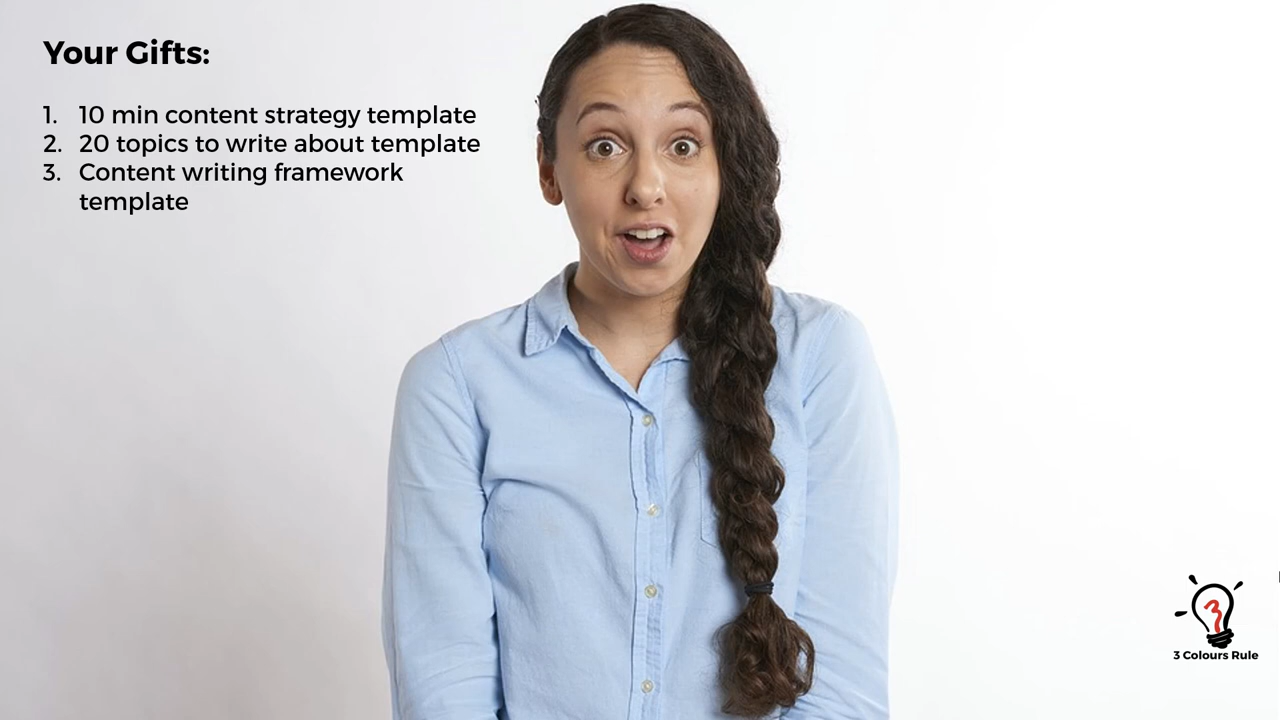 Your Gifts:
1. 10 min content strategy template
2. 20 topics to write about template
3. Content writing framework
template
3
3 Colours Rule